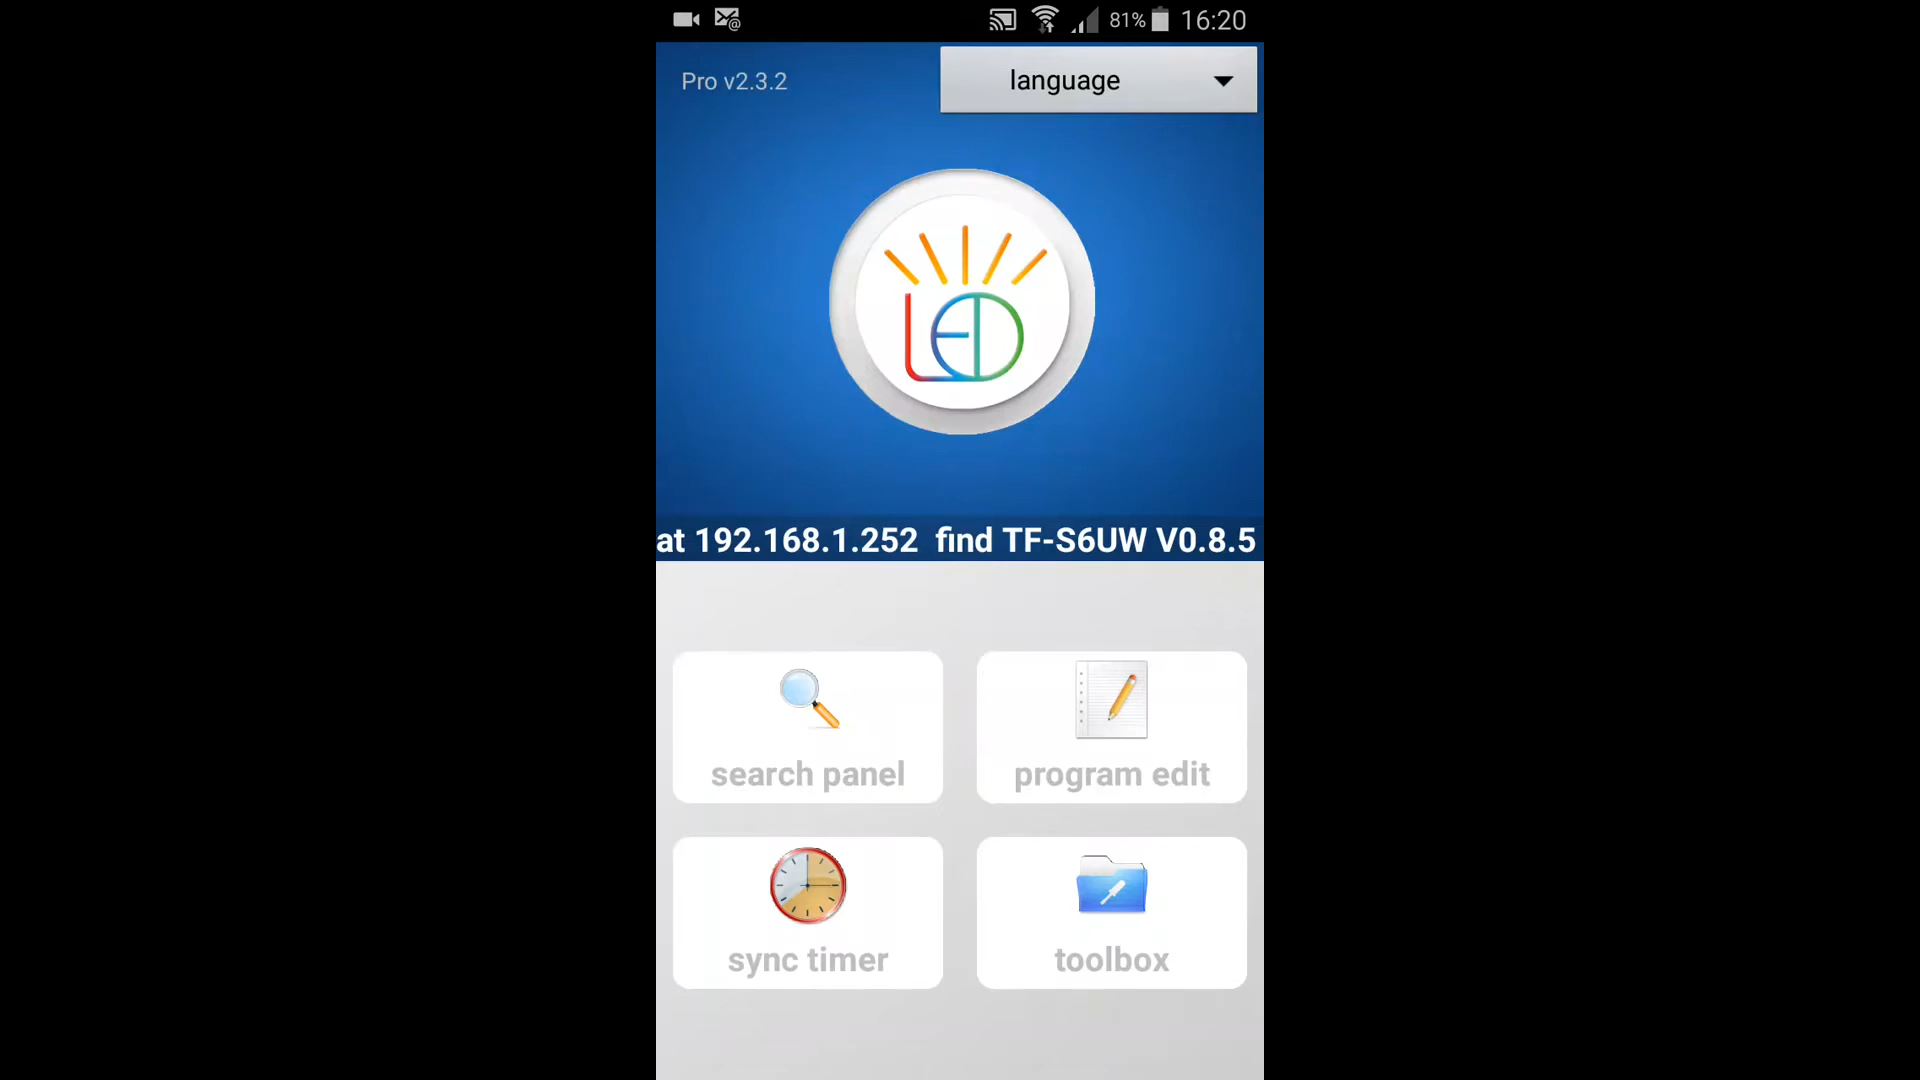 81% 16:20
Pro v2.3.2
language
LED
at 192.168.1.252 find TF-S6UW V0.8.5
search panel
program edit
sync timer
toolbox